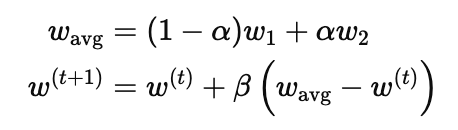 w_avg = (1 − α)w_1 + αw_2
w^(t+1) = w^(t) + β (w_avg − w^(t))